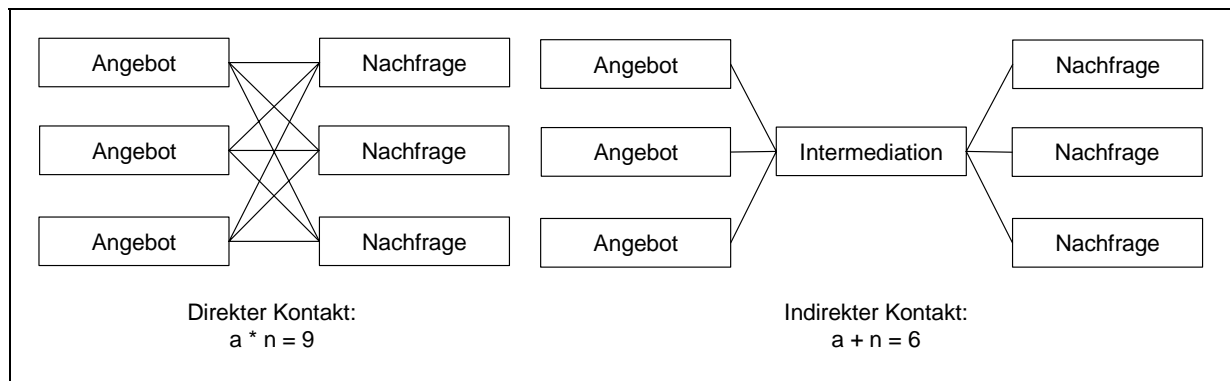 Angebot
Nachfrage
Angebot
Nachfrage
Angebot
Nachfrage
Direkter Kontakt:
a * n = 9
Angebot
Nachfrage
Angebot
Intermediation
Nachfrage
Angebot
Nachfrage
Indirekter Kontakt:
a + n = 6